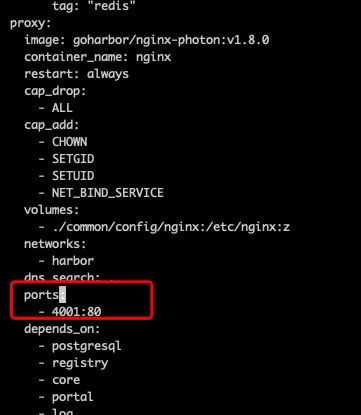 tag: "redis"
proxy:
image: goharbor/nginx-photon:v1.8.0
container_name: nginx
restart: always
cap_drop:
- ALL
cap_add:
- CHOWN
- SETGID
- SETUID
- NET_BIND_SERVICE
volumes:
- ./common/config/nginx:/etc/nginx:z
networks:
- harbor
dns_search: .
ports:
- 4001:80
depends_on:
- postgresql
- registry
- core
- portal
- log